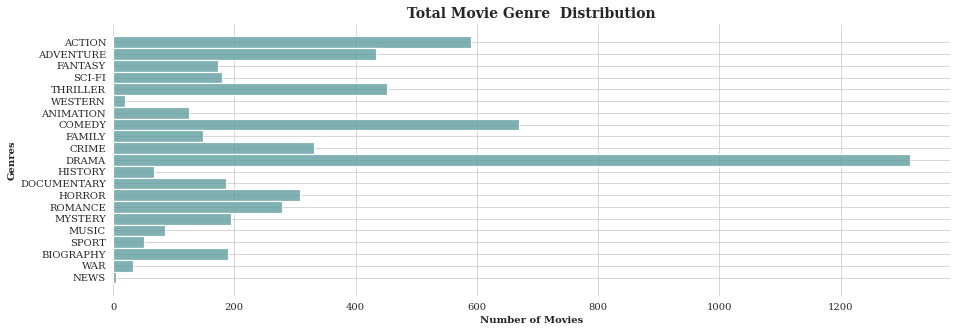 Total Movie Genre  Distribution
Genres
ACTION
ADVENTURE
FANTASY
SCI-FI
THRILLER
WESTERN
ANIMATION
COMEDY
FAMILY
CRIME
DRAMA
HISTORY
DOCUMENTARY
HORROR
ROMANCE
MYSTERY
MUSIC
SPORT
BIOGRAPHY
WAR
NEWS
0 200 400 600 800 1000 1200
Number of Movies